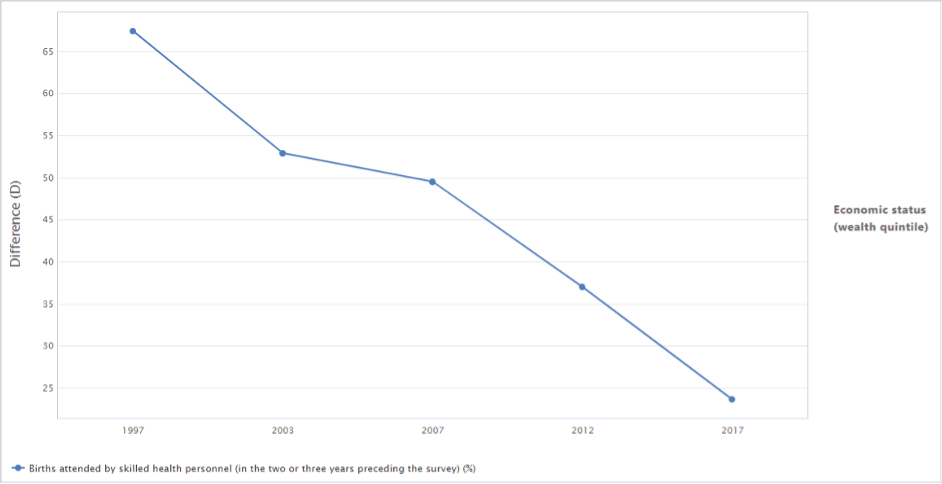 Difference (D)
65
60
55
50
45
40
35
30
25
1997 2003 2007 2012 2017
Economic status
(wealth quintile)
Births attended by skilled health personnel (in the two or three years preceding the survey) (%)